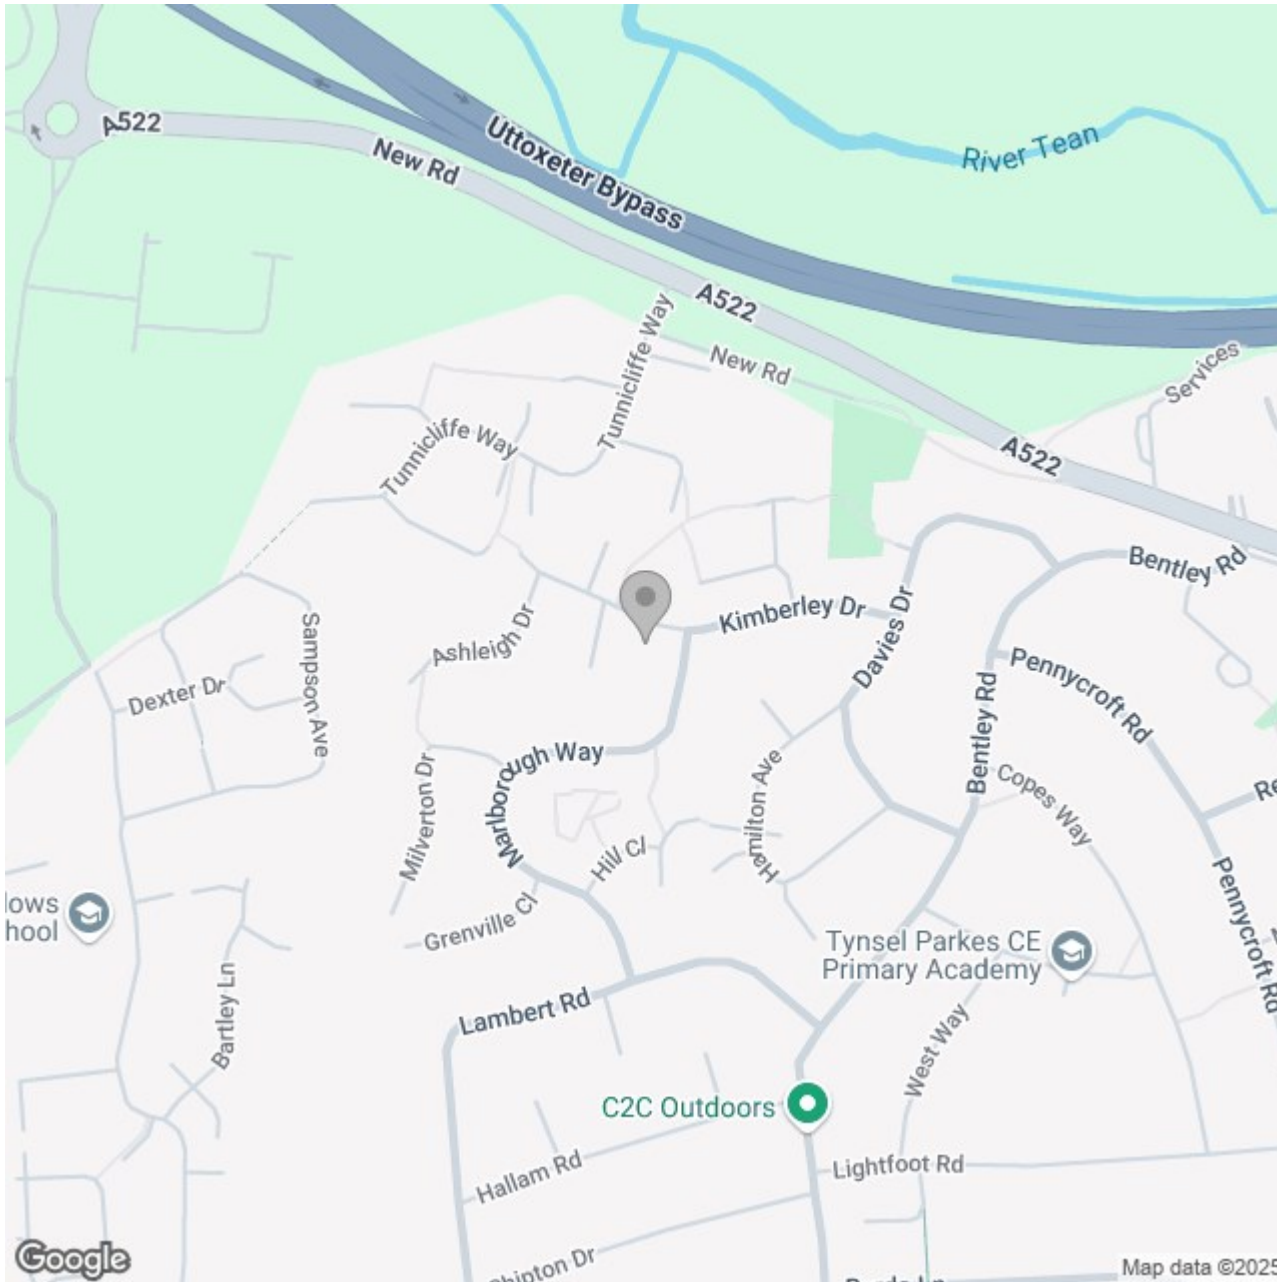 A522
New Rd
Uttoxeter Bypass
River Tean
A522
Tunnicliffe Way
New Rd
Services
Tunnicliffe Way
A522
Bentley Rd
Kimberley Dr
Davies Dr
Ashleigh Dr
Sampson Ave
Dexter Dr
Pennycroft Rd
Bentley Rd
Marlborough Way
Milverton Dr
Hamilton Ave
Copes Way
Re
Hill Cl
Grenville Cl
lows
hool
Pennycroft Rd
Tynsel Parkes CE
Primary Academy
Bartley Ln
Lambert Rd
West Way
C2C Outdoors
Hallam Rd
Lightfoot Rd
Shipton Dr
Google
Map data ©2025